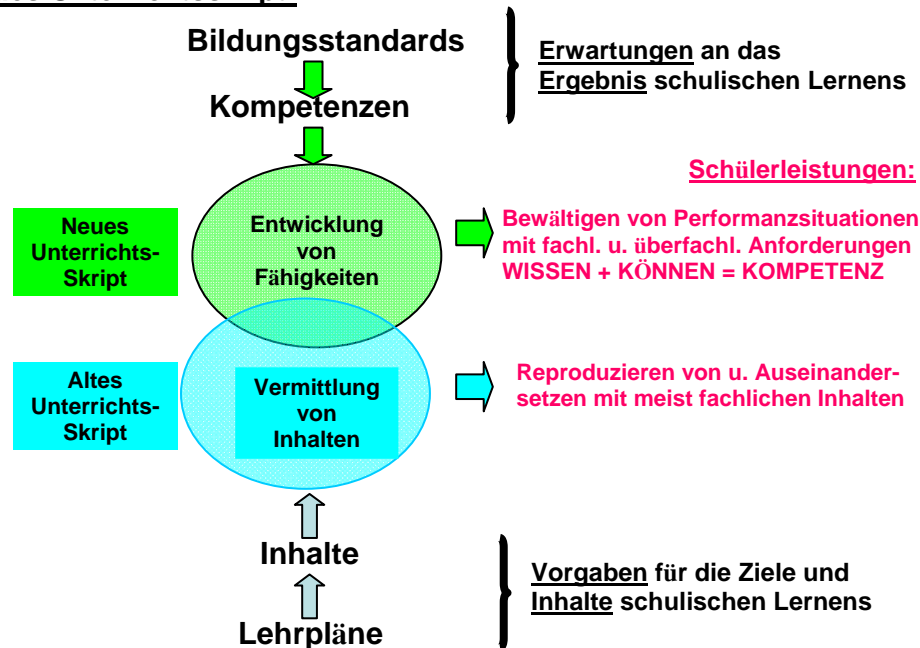 Bildungsstandards
Erwartungen an das
Ergebnis schulischen Lernens
Kompetenzen
Schülerleistungen:
Neues
Unterrichts-
Skript
Entwicklung
von
Fähigkeiten
Bewältigen von Performanzsituationen
mit fachl. u. überfachl. Anforderungen
WISSEN + KÖNNEN = KOMPETENZ
Altes
Unterrichts-
Skript
Vermittlung
von
Inhalten
Reproduzieren von u. Auseinander-
setzen mit meist fachlichen Inhalten
Inhalte
Vorgaben für die Ziele und
Inhalte schulischen Lernens
Lehrpläne